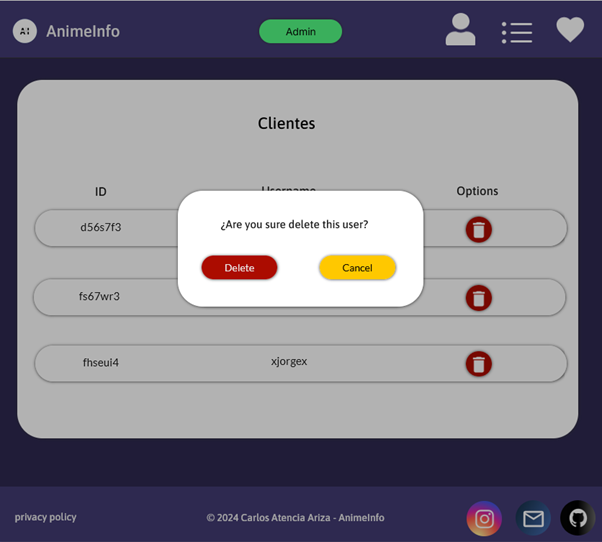 AI AnimeInfo
Admin
Clientes
ID Username Options
d56s7f3
¿Are you sure delete this user?
Delete Cancel
fs67wr3
fhseui4 xjorgex
privacy policy
© 2024 Carlos Atencia Ariza - AnimeInfo